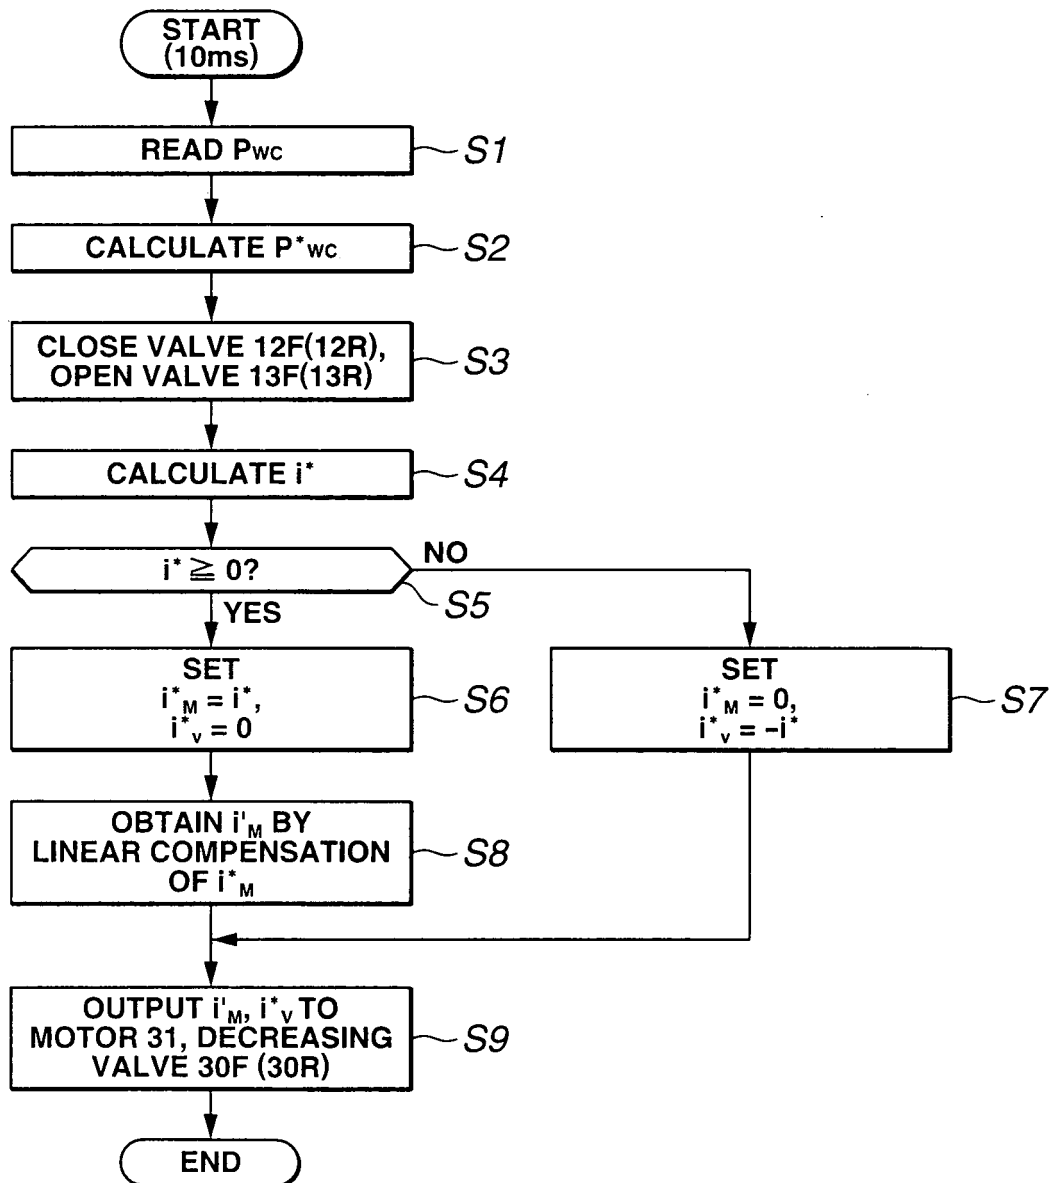 START
(10ms)
READ PWC
S1
CALCULATE P*WC
S2
CLOSE VALVE 12F(12R),
OPEN VALVE 13F(13R)
S3
CALCULATE i*
S4
i* ≧ 0?
NO
S5
YES
SET
i*M = i*,
i*v = 0
S6
SET
i*M = 0,
i*v = –i*
S7
OBTAIN i'M BY
LINEAR COMPENSATION
OF i*M
S8
OUTPUT i'M, i*V TO
MOTOR 31, DECREASING
VALVE 30F (30R)
S9
END